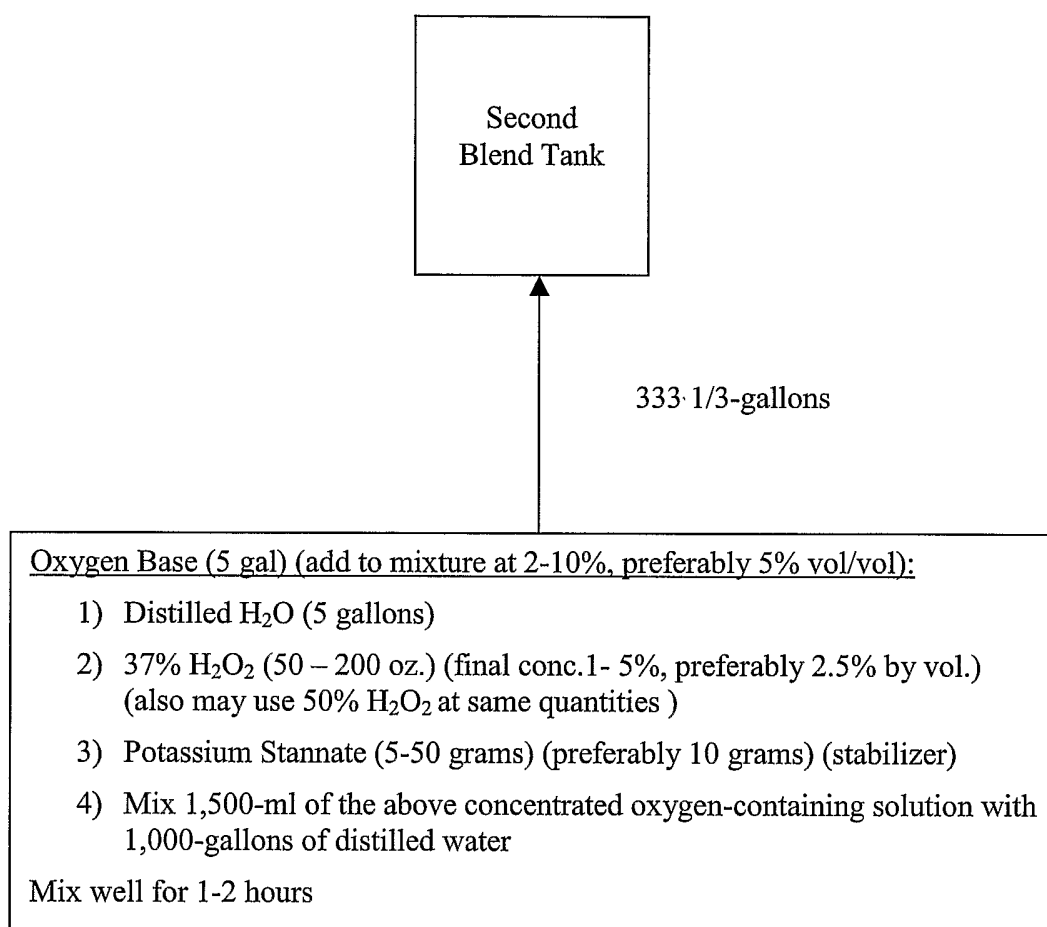 Second
Blend Tank
333 1/3-gallons
Oxygen Base (5 gal) (add to mixture at 2-10%, preferably 5% vol/vol):
1) Distilled H₂O (5 gallons)
2) 37% H₂O₂ (50 – 200 oz.) (final conc.1- 5%, preferably 2.5% by vol.)
(also may use 50% H₂O₂ at same quantities )
3) Potassium Stannate (5-50 grams) (preferably 10 grams) (stabilizer)
4) Mix 1,500-ml of the above concentrated oxygen-containing solution with
1,000-gallons of distilled water
Mix well for 1-2 hours